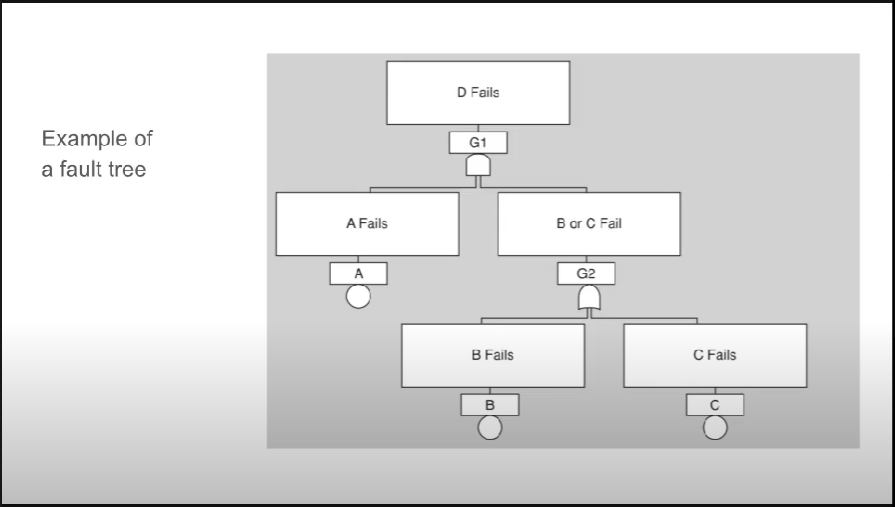 Example of
a fault tree
D Fails
G1
A Fails
B or C Fail
A
G2
B Fails
C Fails
B
C